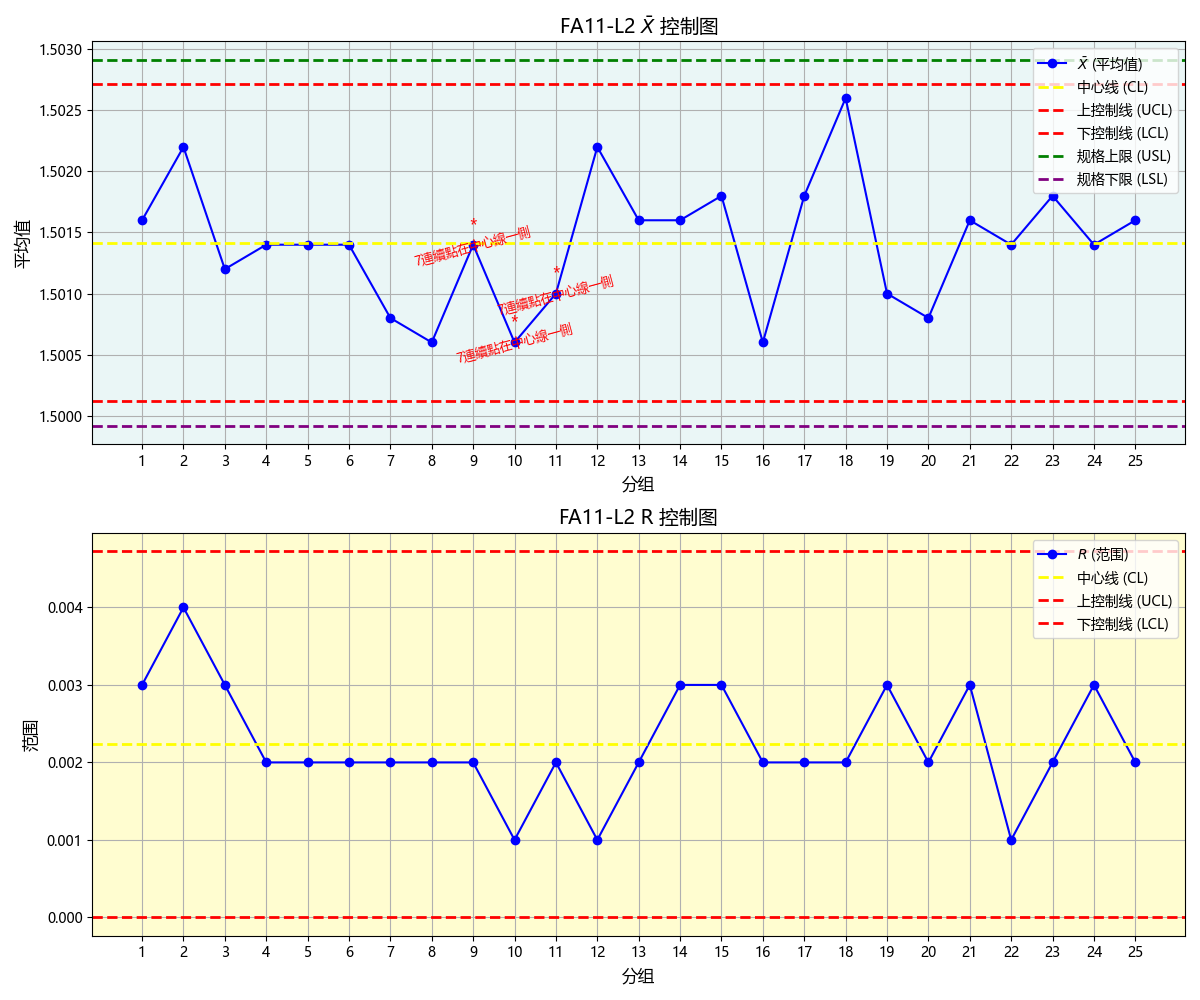 FA11-L2 X̄ 控制图
1.5030
1.5025
1.5020
1.5015
1.5010
1.5005
1.5000
平均值
X̄ (平均值)
中心线 (CL)
上控制线 (UCL)
下控制线 (LCL)
规格上限 (USL)
规格下限 (LSL)
*
7連續點在中心線一側
*
7連續點在中心線一側
*
7連續點在中心線一側
1 2 3 4 5 6 7 8 9 10 11 12 13 14 15 16 17 18 19 20 21 22 23 24 25
分组
FA11-L2 R 控制图
0.004
0.003
0.002
0.001
0.000
范围
R (范围)
中心线 (CL)
上控制线 (UCL)
下控制线 (LCL)
1 2 3 4 5 6 7 8 9 10 11 12 13 14 15 16 17 18 19 20 21 22 23 24 25
分组